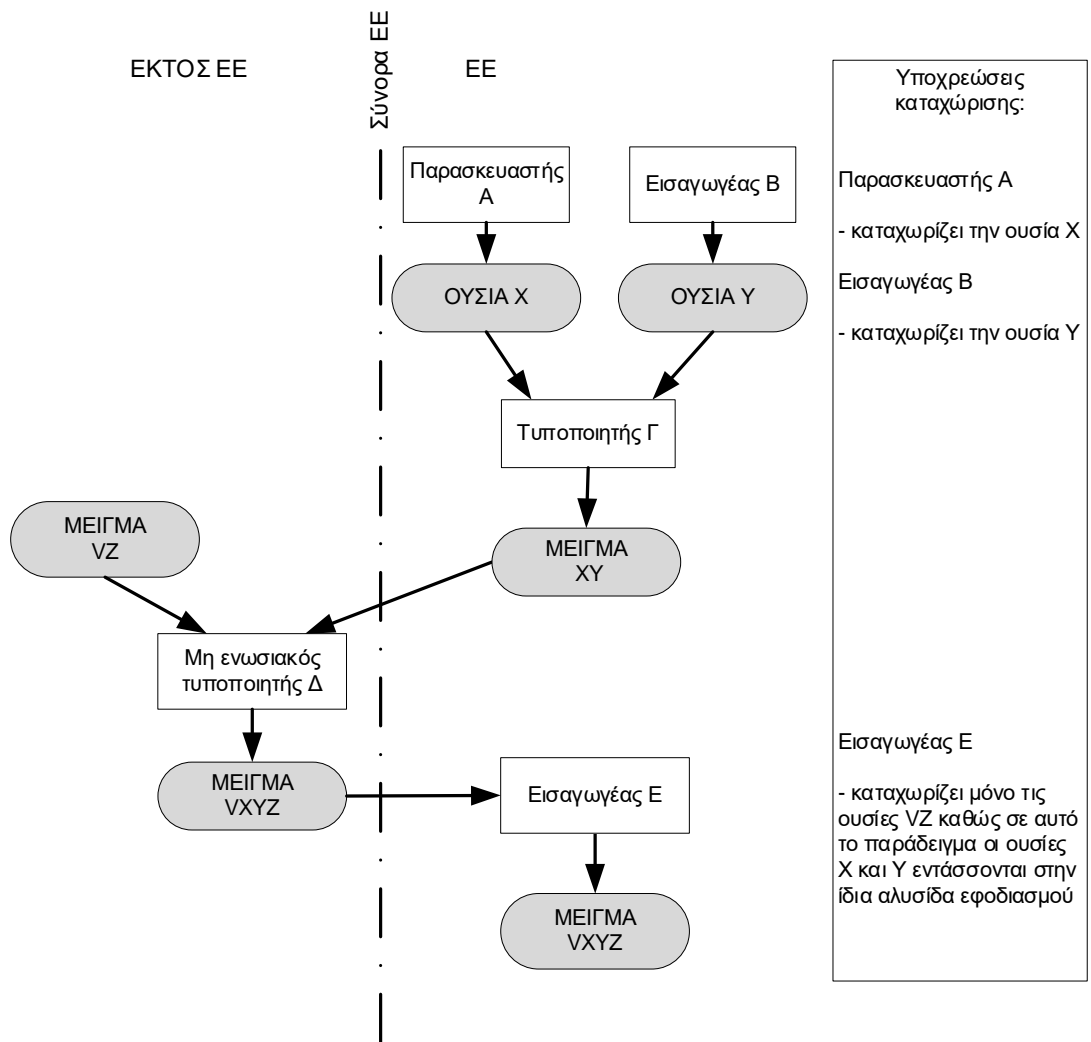 ΕΚΤΟΣ ΕΕ
Σύνορα ΕΕ
ΕΕ
Παρασκευαστής
Α
Εισαγωγέας Β
ΟΥΣΙΑ Χ
ΟΥΣΙΑ Υ
Τυποποιητής Γ
ΜΕΙΓΜΑ
VZ
ΜΕΙΓΜΑ
XY
Μη ενωσιακός
τυποποιητής Δ
ΜΕΙΓΜΑ
VXYZ
Εισαγωγέας Ε
ΜΕΙΓΜΑ
VXYZ
Υποχρεώσεις
καταχώρισης:
Παρασκευαστής Α
- καταχωρίζει την ουσία Χ
Εισαγωγέας Β
- καταχωρίζει την ουσία Υ
Εισαγωγέας Ε
- καταχωρίζει μόνο τις
ουσίες VZ καθώς σε αυτό
το παράδειγμα οι ουσίες
Χ και Υ εντάσσονται στην
ίδια αλυσίδα εφοδιασμού